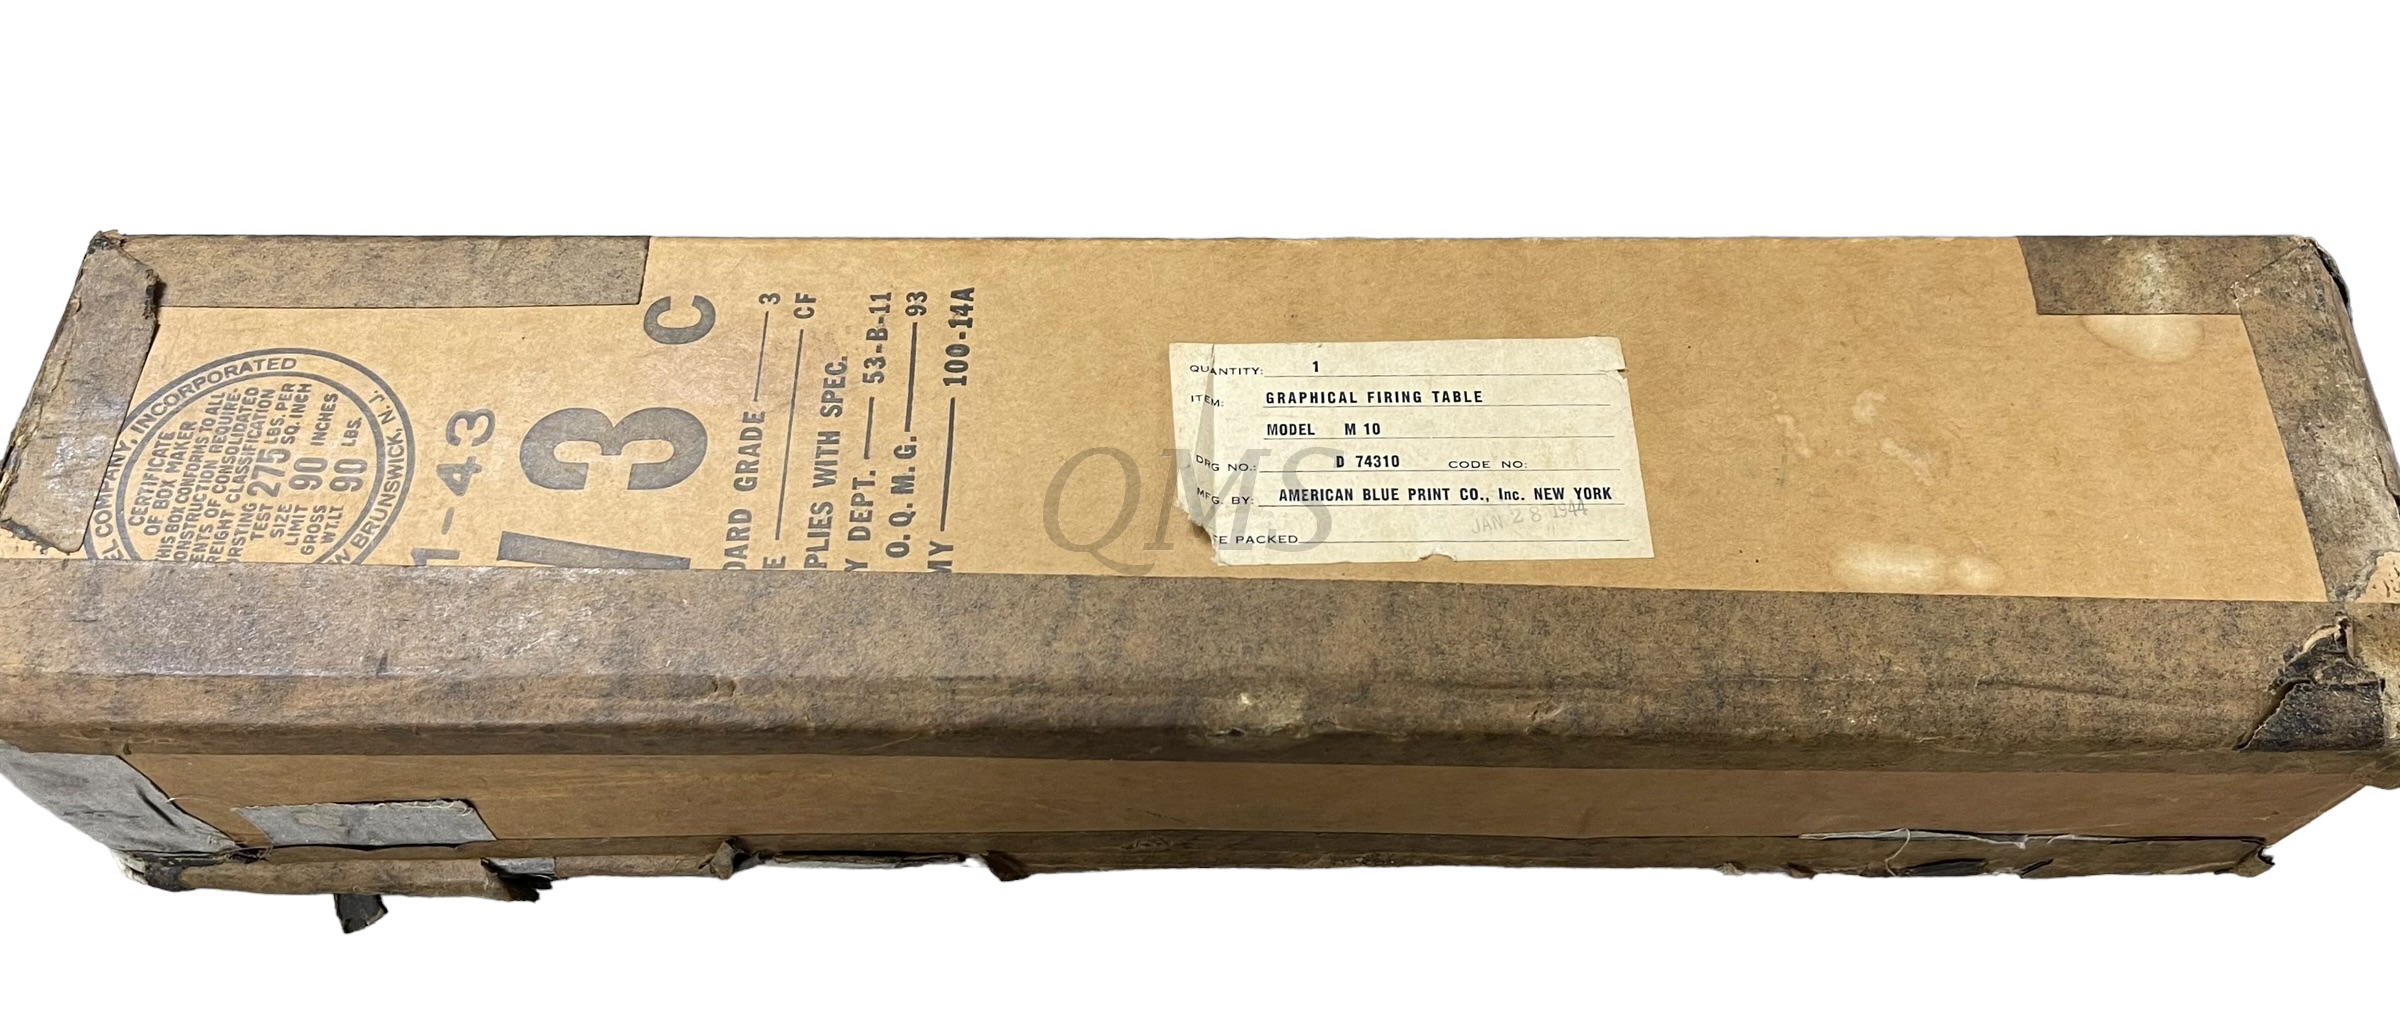 COMPANY, INCORPORATED
CERTIFICATE
OF BOX MAKER
THIS BOX CONFORMS TO ALL
CONSTRUCTION REQUIRE-
MENTS OF CONSOLIDATED
FREIGHT CLASSIFICATION
BURSTING TEST 275 LBS. PER SQ. INCH
SIZE LIMIT 90 INCHES
GROSS WT. LT 90 LBS.
BRUNSWICK, N.J.
1-43
V3C
DARD GRADE 3
E CF
PLIES WITH SPEC.
Y DEPT. 53-B-11
O.Q.M.G. 93
MY 100-14A
QUANTITY: 1
ITEM: GRAPHICAL FIRING TABLE
MODEL M 10
DRG NO.: D 74310 CODE NO:
MFG. BY: AMERICAN BLUE PRINT CO., Inc. NEW YORK
JAN 28 1944
E PACKED
QMS